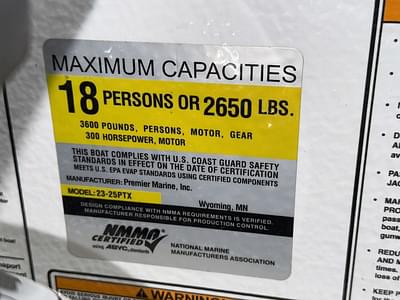 MAXIMUM CAPACITIES
18 PERSONS OR 2650 LBS.
3600 POUNDS, PERSONS, MOTOR, GEAR
300 HORSEPOWER, MOTOR
THIS BOAT COMPLIES WITH U.S. COAST GUARD SAFETY
STANDARDS IN EFFECT ON THE DATE OF CERTIFICATION
MEETS U.S. EPA EVAP STANDARDS USING CERTIFIED COMPONENTS
MANUFACTURER: Premier Marine, Inc.
MODEL: 23-25PTX Wyoming, MN
DESIGN COMPLIANCE WITH NMMA REQUIREMENTS IS VERIFIED.
MANUFACTURER RESPONSIBLE FOR PRODUCTION CONTROL.
NMMA
CERTIFIED
using ABYC standards
NATIONAL MARINE
MANUFACTURERS ASSOCIATION
WARNING